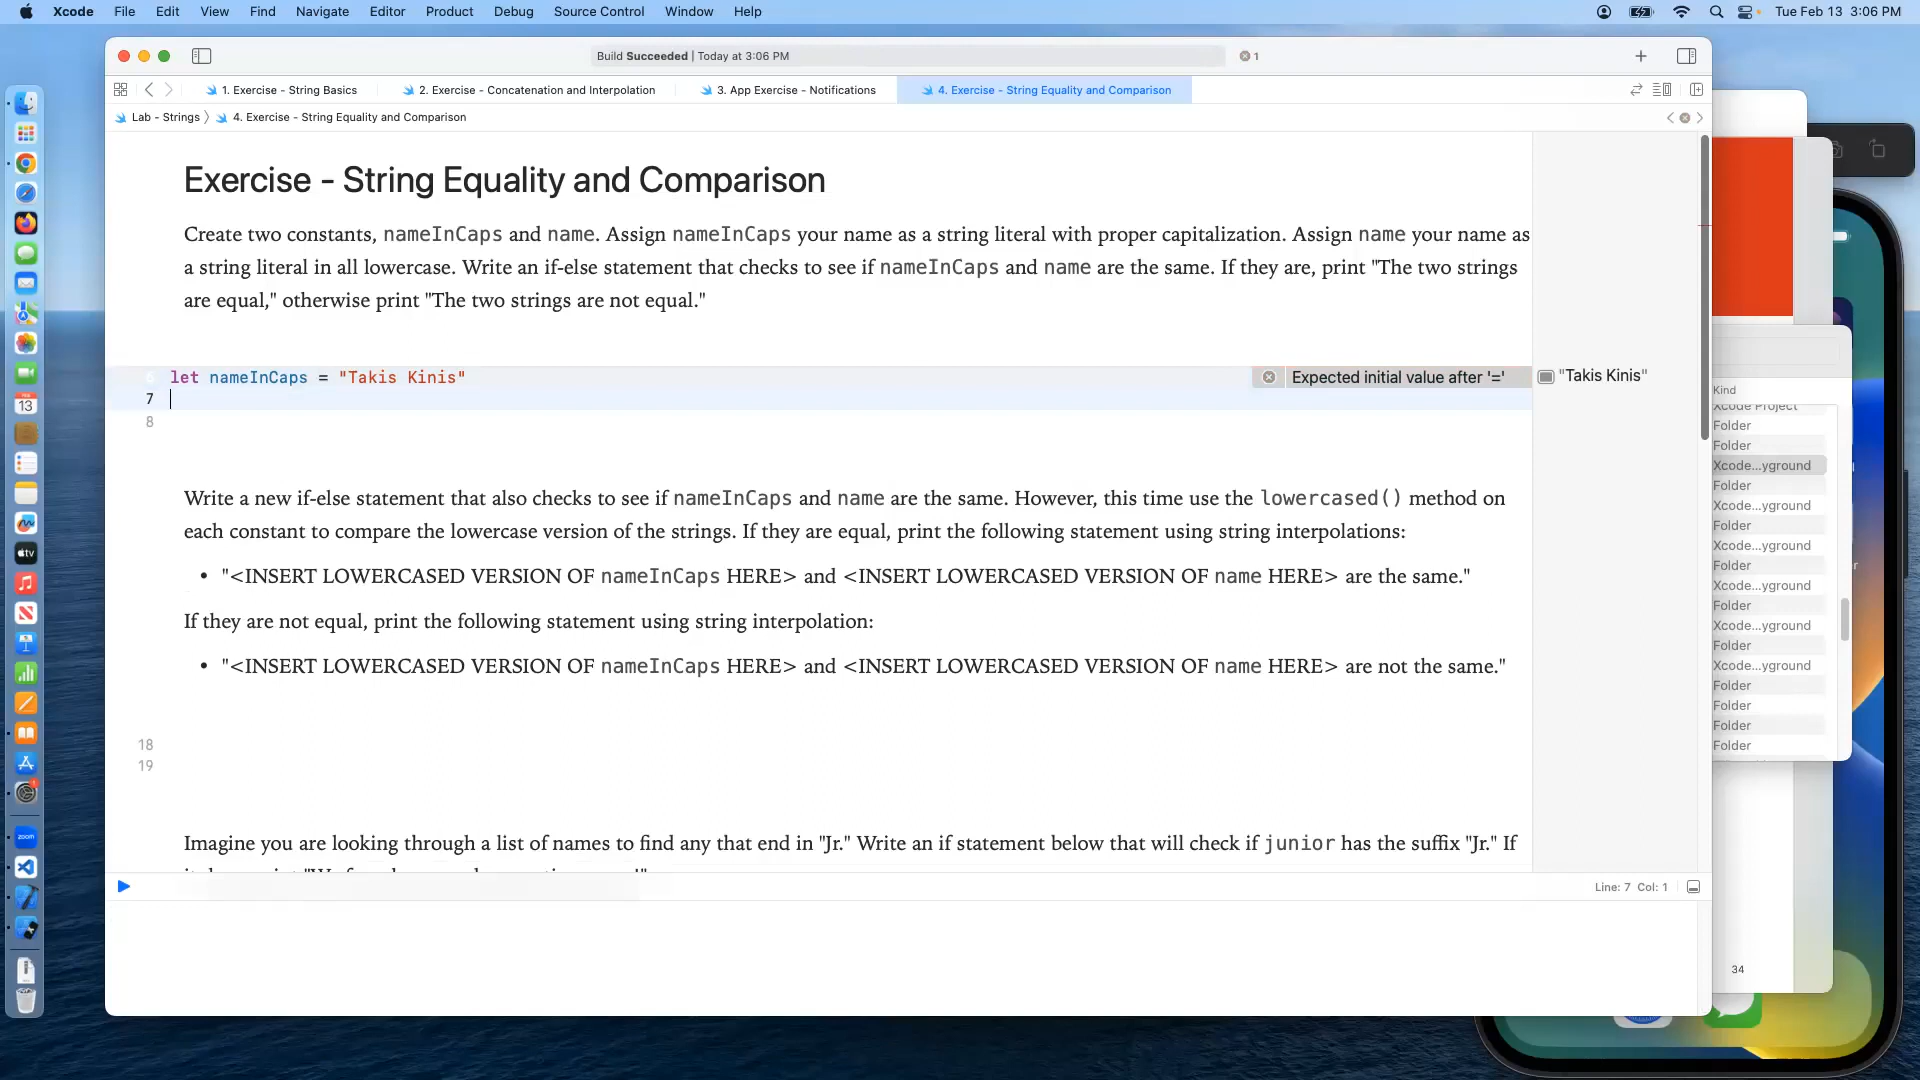 Xcode File Edit View Find Navigate Editor Product Debug Source Control Window Help
Tue Feb 13 3:06 PM
Build Succeeded | Today at 3:06 PM
1
1. Exercise - String Basics
2. Exercise - Concatenation and Interpolation
3. App Exercise - Notifications
4. Exercise - String Equality and Comparison
Lab - Strings
4. Exercise - String Equality and Comparison
Exercise - String Equality and Comparison
Create two constants, nameInCaps and name. Assign nameInCaps your name as a string literal with proper capitalization. Assign name your name as
a string literal in all lowercase. Write an if-else statement that checks to see if nameInCaps and name are the same. If they are, print "The two strings
are equal," otherwise print "The two strings are not equal."
6 let nameInCaps = "Takis Kinis"
Expected initial value after '='
"Takis Kinis"
7
8
Write a new if-else statement that also checks to see if nameInCaps and name are the same. However, this time use the lowercased() method on
each constant to compare the lowercase version of the strings. If they are equal, print the following statement using string interpolations:
• "<INSERT LOWERCASED VERSION OF nameInCaps HERE> and <INSERT LOWERCASED VERSION OF name HERE> are the same."
If they are not equal, print the following statement using string interpolation:
• "<INSERT LOWERCASED VERSION OF nameInCaps HERE> and <INSERT LOWERCASED VERSION OF name HERE> are not the same."
18
19
Imagine you are looking through a list of names to find any that end in "Jr." Write an if statement below that will check if junior has the suffix "Jr." If
Line: 7 Col: 1
Kind
Xcode Project
Folder
Folder
Xcode...yground
Folder
Xcode...yground
Folder
Xcode...yground
Folder
Xcode...yground
Folder
Xcode...yground
Folder
Xcode...yground
Folder
Folder
Folder
Folder
34
13
tv
zoom